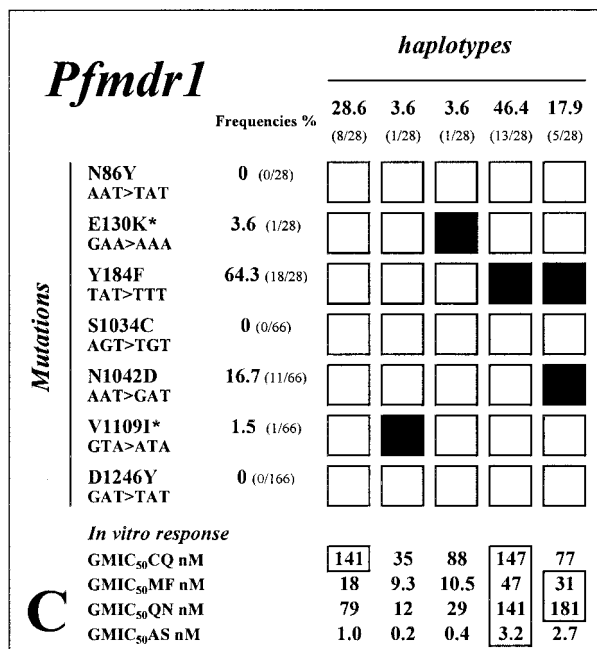 haplotypes
Pfmdr1
Frequencies %
28.6 3.6 3.6 46.4 17.9
(8/28) (1/28) (1/28) (13/28) (5/28)
Mutations
N86Y 0 (0/28)
AAT>TAT
E130K* 3.6 (1/28)
GAA>AAA
Y184F 64.3 (18/28)
TAT>TTT
S1034C 0 (0/66)
AGT>TGT
N1042D 16.7 (11/66)
AAT>GAT
V1109I* 1.5 (1/66)
GTA>ATA
D1246Y 0 (0/166)
GAT>TAT
In vitro response
GMIC50CQ nM 141 35 88 147 77
GMIC50MF nM 18 9.3 10.5 47 31
GMIC50QN nM 79 12 29 141 181
GMIC50AS nM 1.0 0.2 0.4 3.2 2.7
C